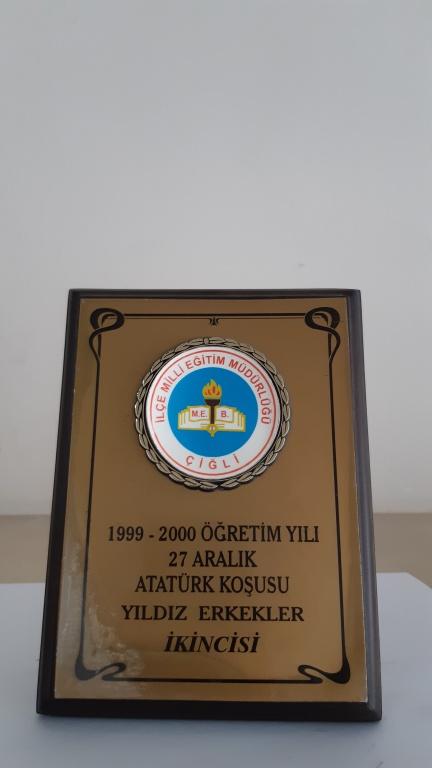 İLÇE MİLLİ EĞİTİM MÜDÜRLÜĞÜ
M.E. B.
ÇİĞLİ
1999 - 2000 ÖĞRETİM YILI
27 ARALIK
ATATÜRK KOŞUSU
YILDIZ ERKEKLER
İKİNCİSİ